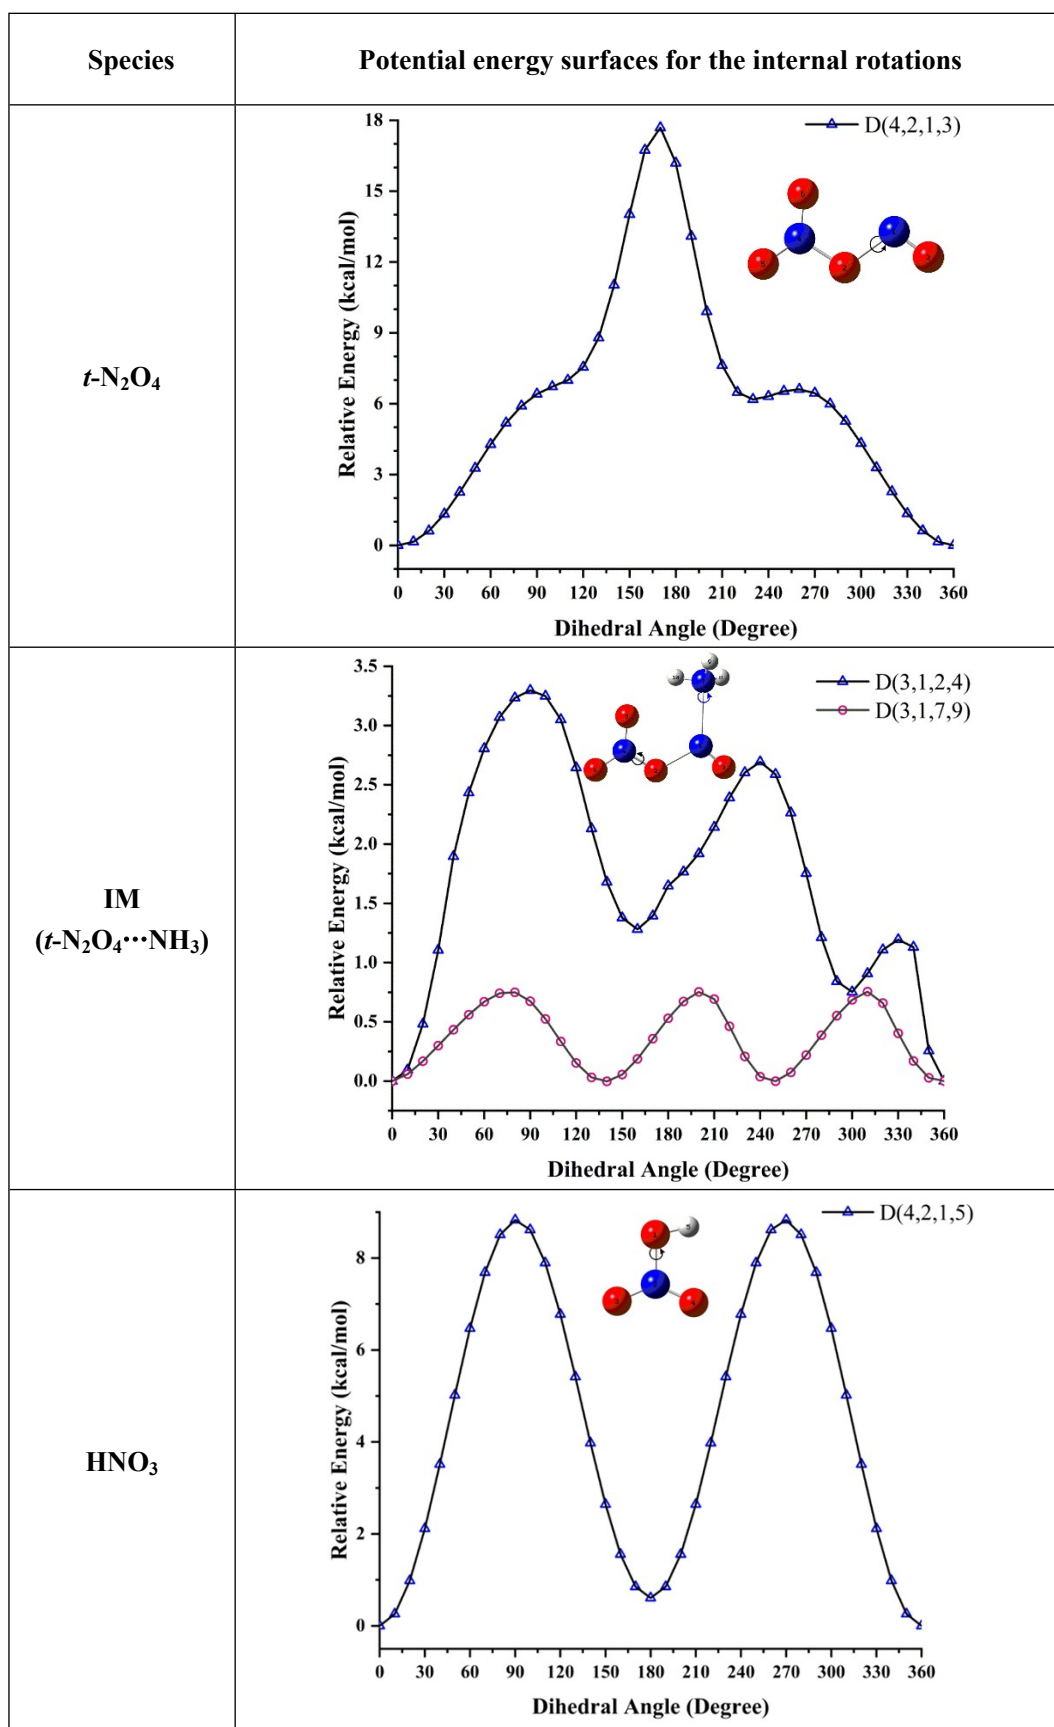 Species
Potential energy surfaces for the internal rotations
t-N₂O₄
D(4,2,1,3)
Relative Energy (kcal/mol)
18
15
12
9
6
3
0
0 30 60 90 120 150 180 210 240 270 300 330 360
Dihedral Angle (Degree)
IM
(t-N₂O₄···NH₃)
D(3,1,2,4)
D(3,1,7,9)
Relative Energy (kcal/mol)
3.5
3.0
2.5
2.0
1.5
1.0
0.5
0.0
0 30 60 90 120 150 180 210 240 270 300 330 360
Dihedral Angle (Degree)
HNO₃
D(4,2,1,5)
Relative Energy (kcal/mol)
8
6
4
2
0
0 30 60 90 120 150 180 210 240 270 300 330 360
Dihedral Angle (Degree)